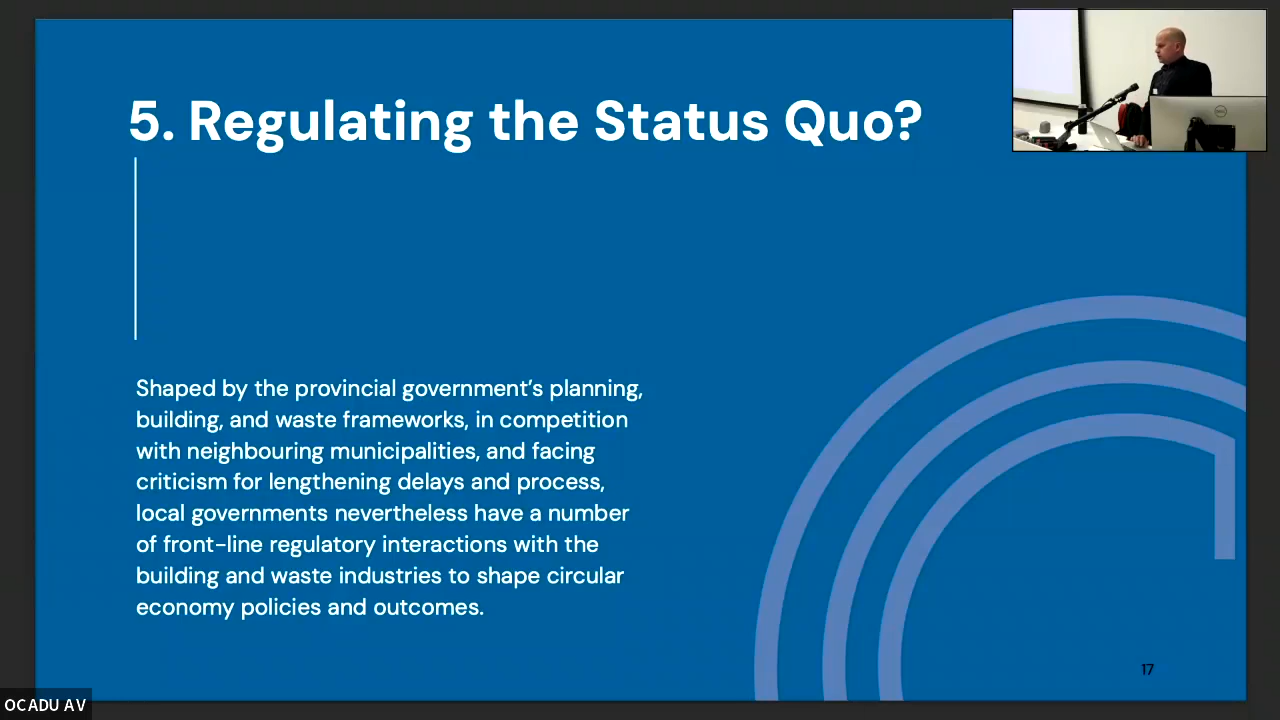 5. Regulating the Status Quo?
Shaped by the provincial government's planning,
building, and waste frameworks, in competition
with neighbouring municipalities, and facing
criticism for lengthening delays and process,
local governments nevertheless have a number
of front-line regulatory interactions with the
building and waste industries to shape circular
economy policies and outcomes.
17
OCADU AV